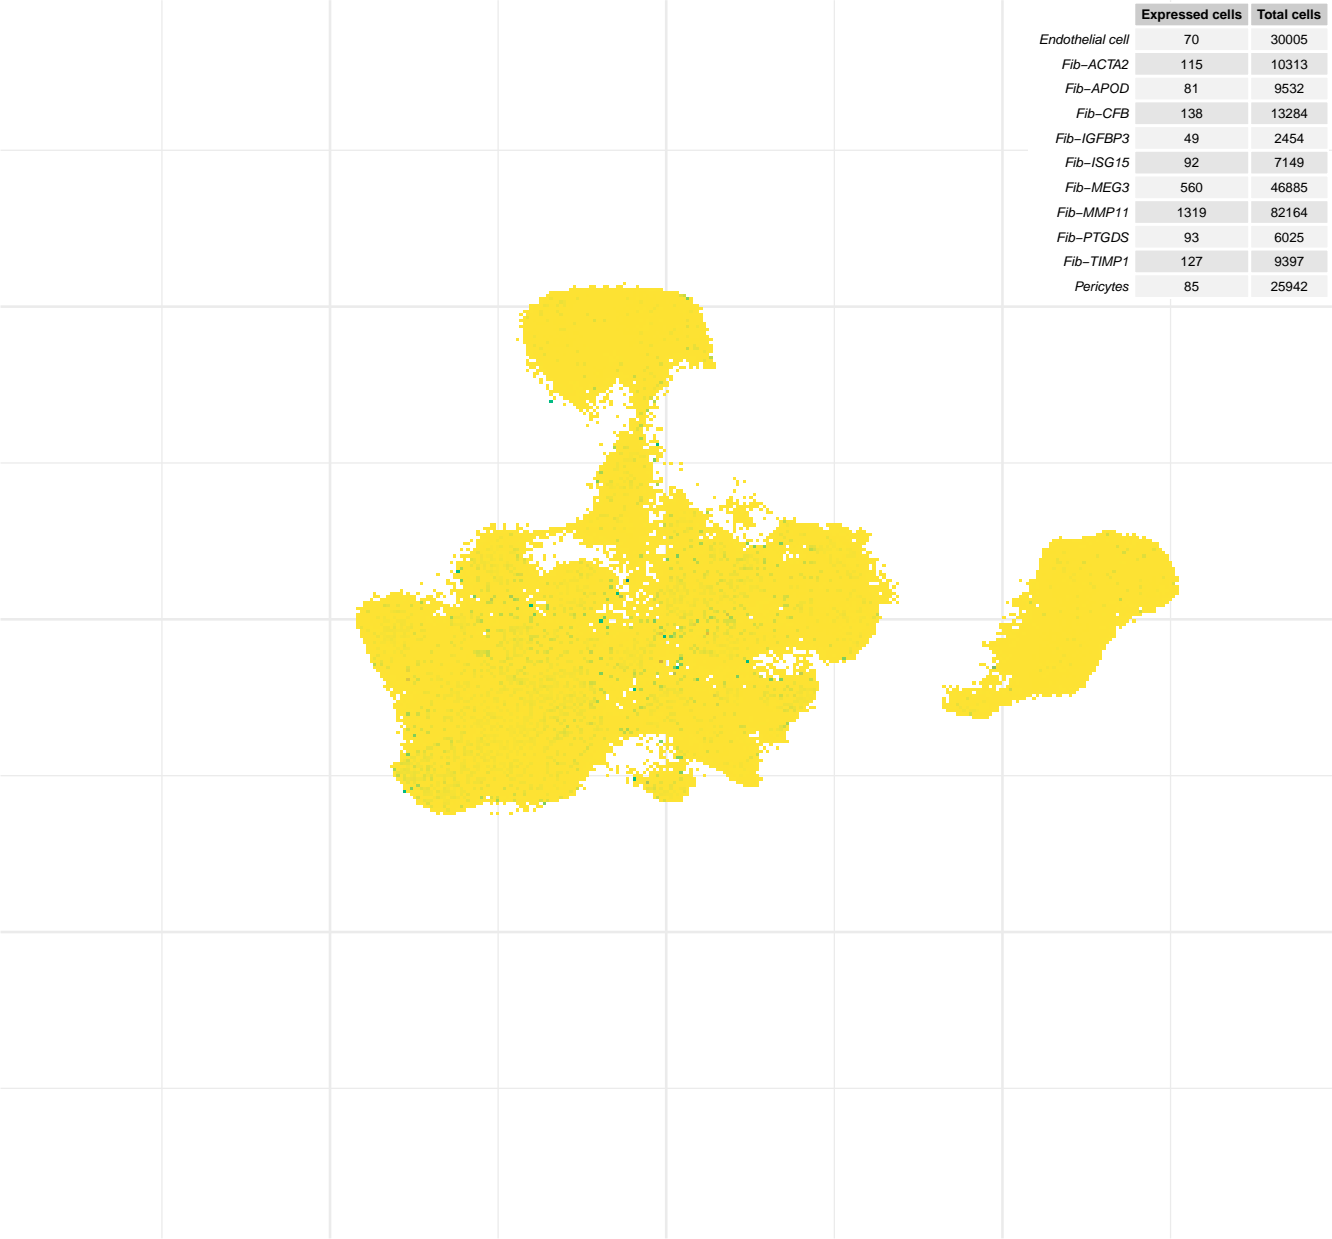 Expressed cells Total cells
Endothelial cell 70 30005
Fib−ACTA2 115 10313
Fib−APOD 81 9532
Fib−CFB 138 13284
Fib−IGFBP3 49 2454
Fib−ISG15 92 7149
Fib−MEG3 560 46885
Fib−MMP11 1319 82164
Fib−PTGDS 93 6025
Fib−TIMP1 127 9397
Pericytes 85 25942